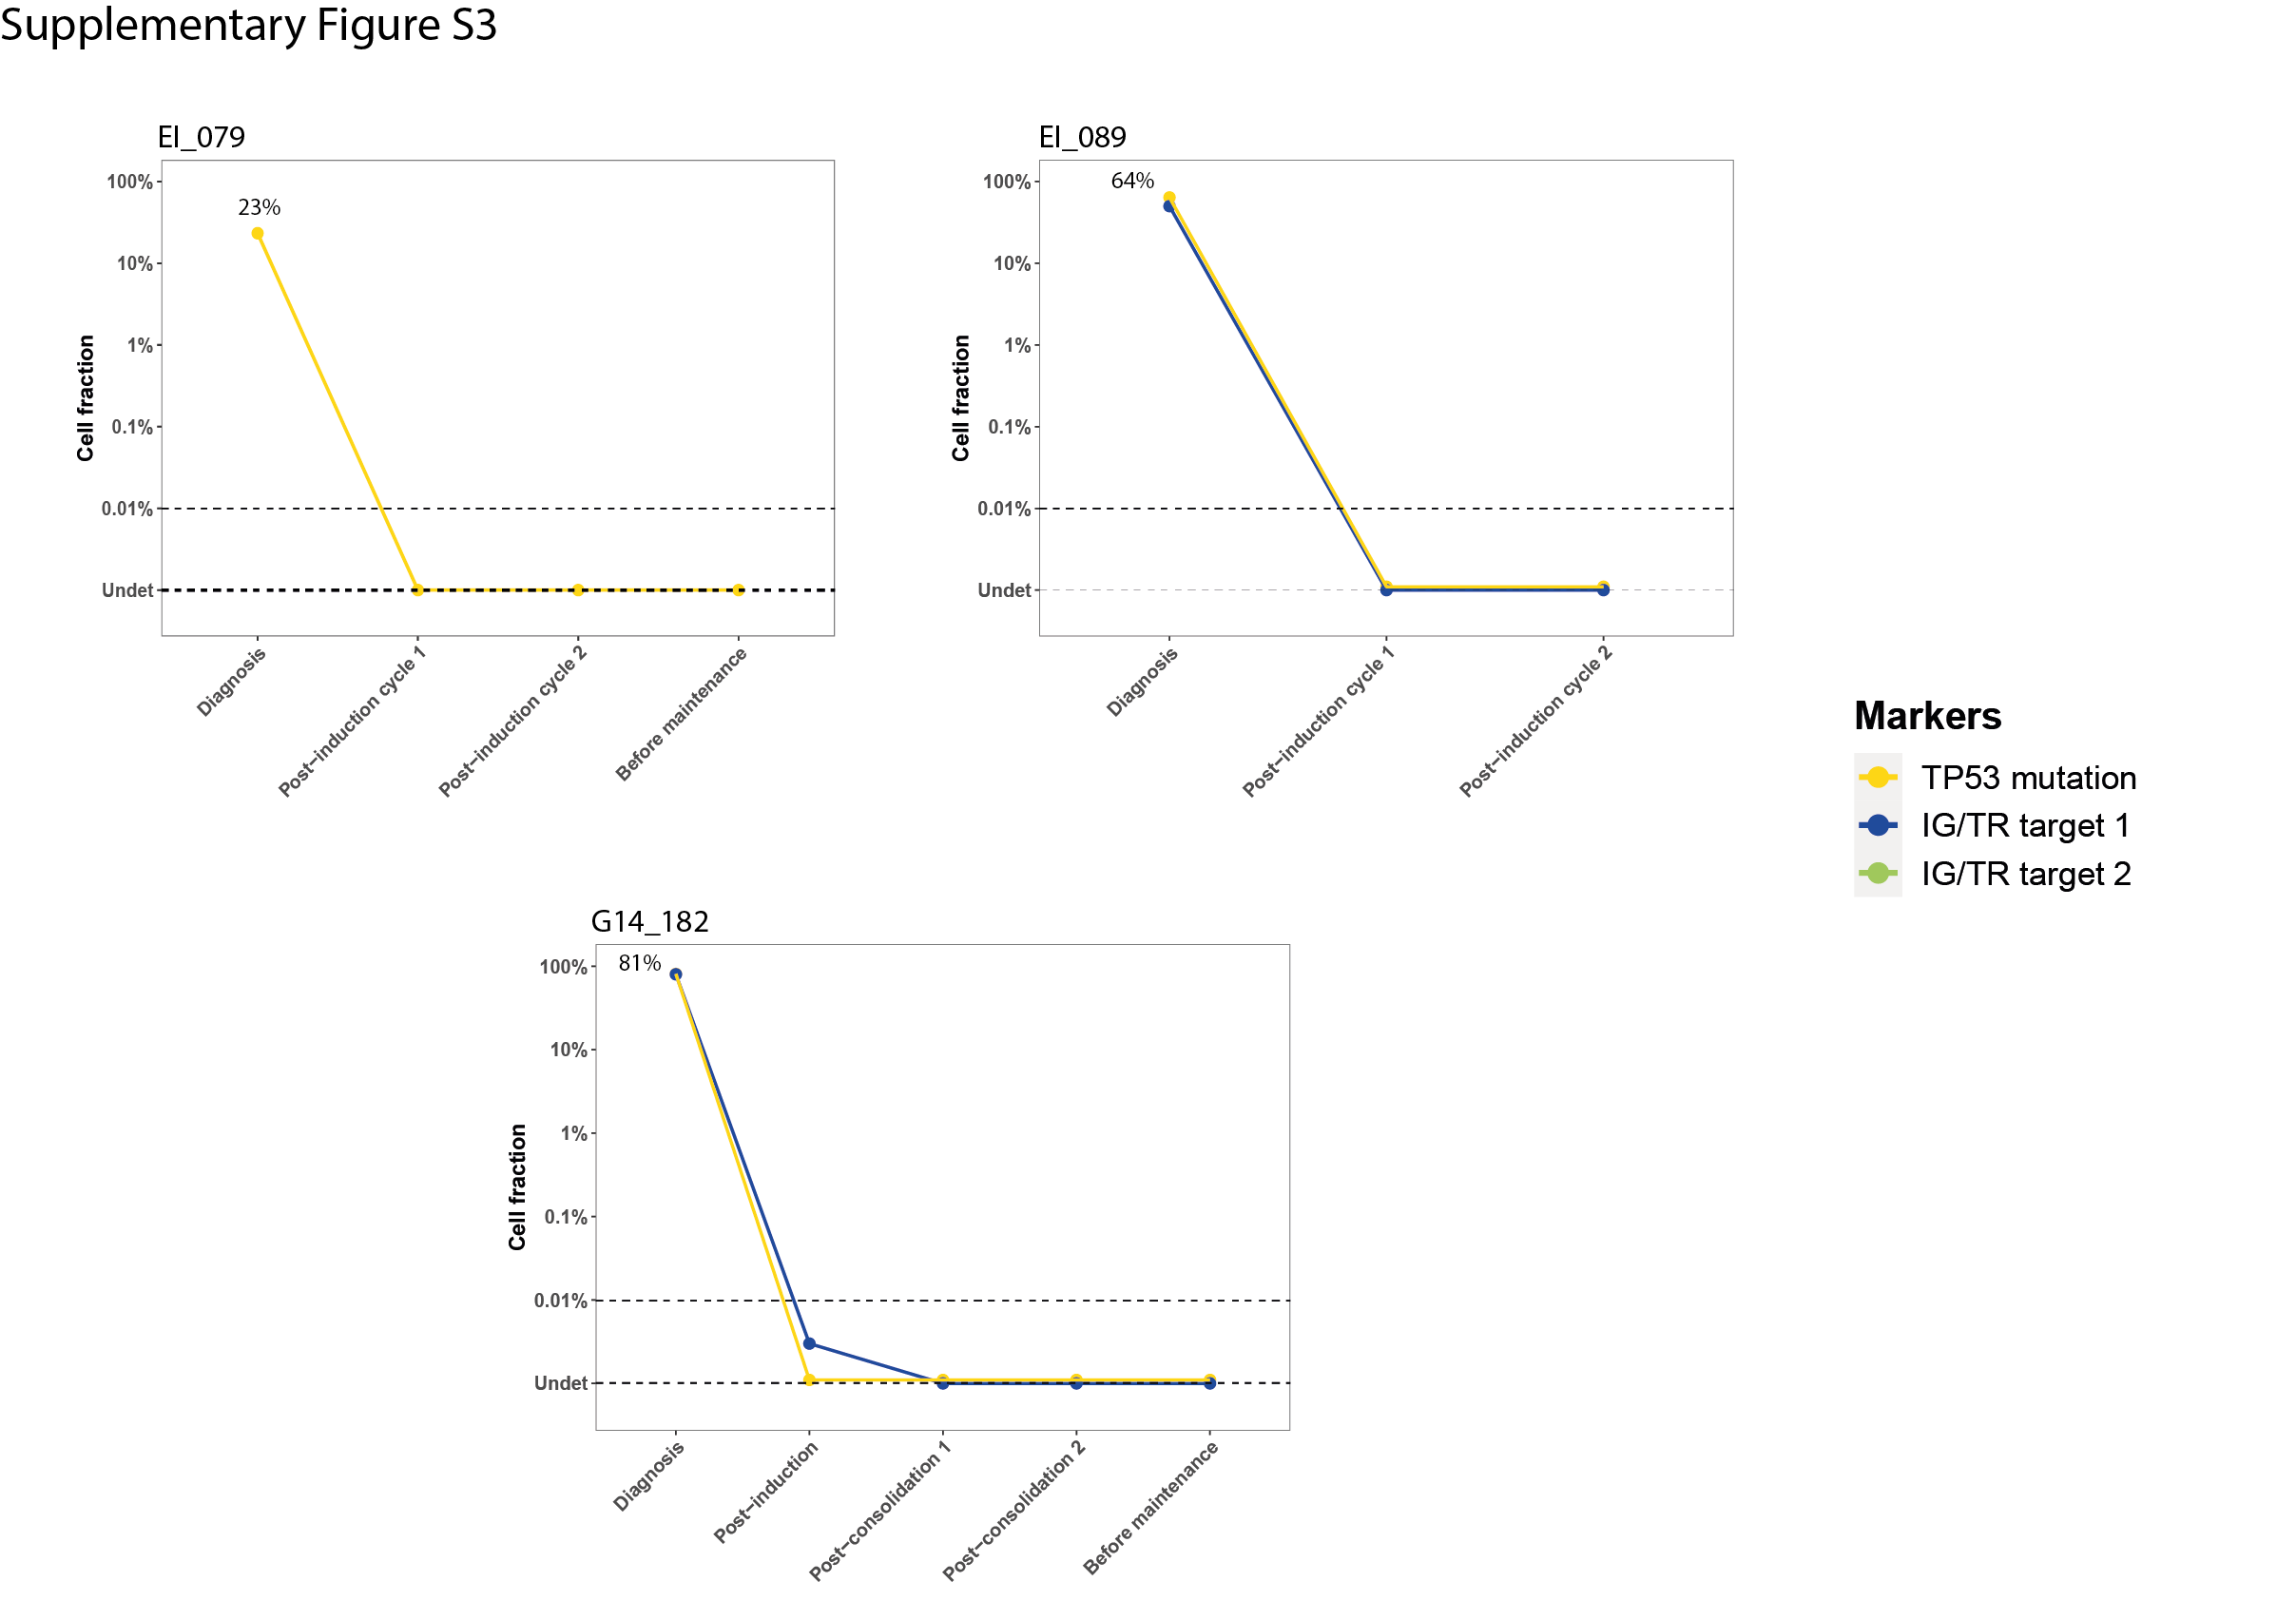 Supplementary Figure S3
EI_079
100%
23%
10%
1%
0.1%
0.01%
Undet
Cell fraction
Diagnosis
Post−induction cycle 1
Post−induction cycle 2
Before maintenance
EI_089
100%
64%
10%
1%
0.1%
0.01%
Undet
Cell fraction
Diagnosis
Post−induction cycle 1
Post−induction cycle 2
Markers
TP53 mutation
IG/TR target 1
IG/TR target 2
G14_182
100%
81%
10%
1%
0.1%
0.01%
Undet
Cell fraction
Diagnosis
Post−induction
Post−consolidation 1
Post−consolidation 2
Before maintenance